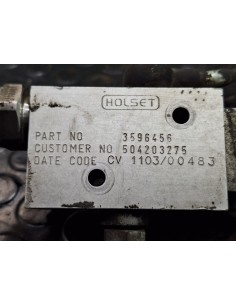 HOLSET
PART NO 3596456
CUSTOMER NO 504203275
DATE CODE CV 1103/00483